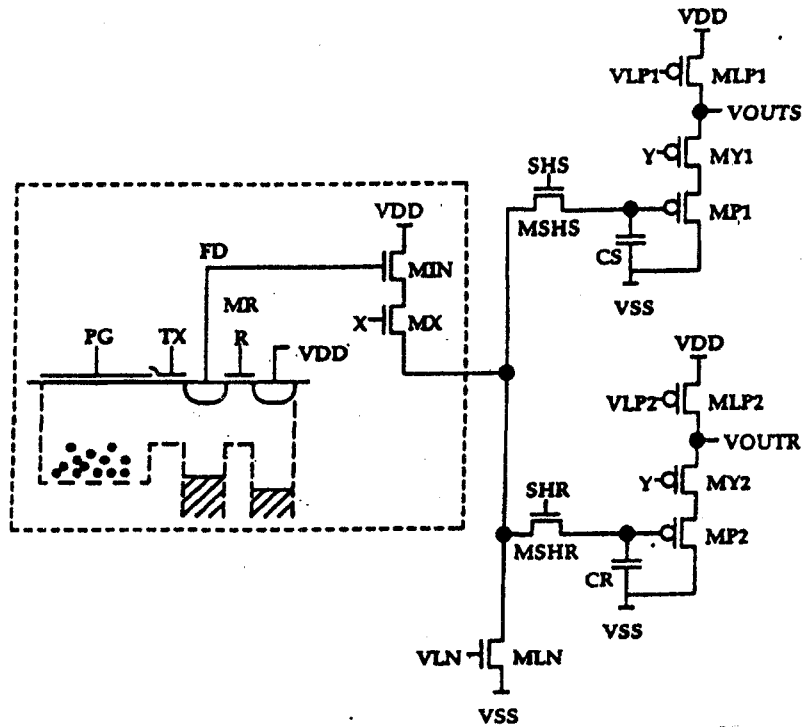 VDD
VLP1 MLP1
VOUTS
Y MY1
SHS
MP1
MSHS
CS
VSS
VDD
FD
MIN
MR
X MX
PG TX R VDD
VDD
VLP2 MLP2
VOUTR
Y MY2
SHR
MP2
MSHR
CR
VSS
VLN MLN
VSS